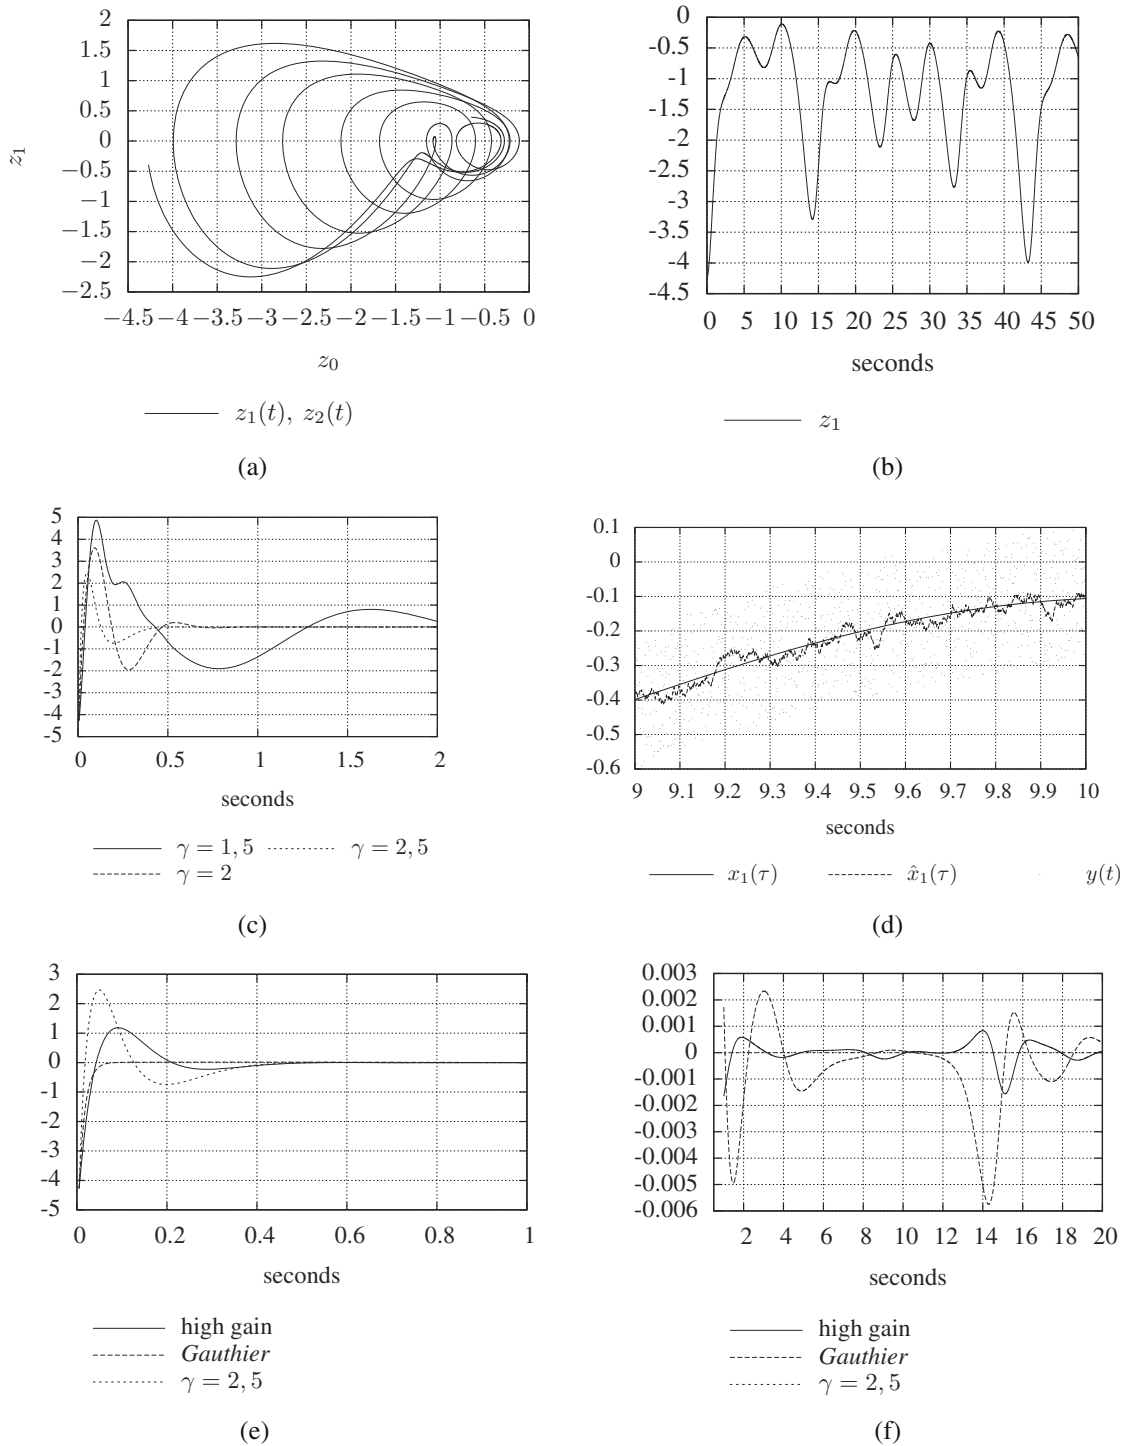 2
1.5
1
0.5
0
−0.5
−1
−1.5
−2
−2.5
z₁
−4.5 −4 −3.5 −3 −2.5 −2 −1.5 −1 −0.5 0
z₀
z₁(t), z₂(t)
(a)
0
-0.5
-1
-1.5
-2
-2.5
-3
-3.5
-4
-4.5
0 5 10 15 20 25 30 35 40 45 50
seconds
z₁
(b)
5
4
3
2
1
0
-1
-2
-3
-4
-5
0 0.5 1 1.5 2
seconds
γ = 1, 5 γ = 2, 5
γ = 2
(c)
0.1
0
-0.1
-0.2
-0.3
-0.4
-0.5
-0.6
9 9.1 9.2 9.3 9.4 9.5 9.6 9.7 9.8 9.9 10
seconds
x₁(τ) x̂₁(τ) y(t)
(d)
3
2
1
0
-1
-2
-3
-4
-5
0 0.2 0.4 0.6 0.8 1
seconds
high gain
Gauthier
γ = 2, 5
(e)
0.003
0.002
0.001
0
-0.001
-0.002
-0.003
-0.004
-0.005
-0.006
2 4 6 8 10 12 14 16 18 20
seconds
high gain
Gauthier
γ = 2, 5
(f)